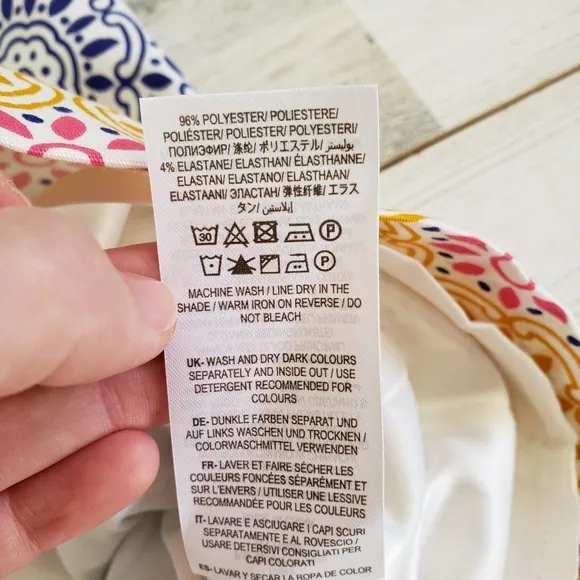 96% POLYESTER/ POLIESTERE/
POLIÉSTER/ POLYESTER/
POLIESTER/ POLYESTERI/
ПОЛИЭФИР/ 涤纶/ ポリエステル/ بوليستر
4% ELASTANE/ ELASTHAN/ ÉLASTHANNE/
ELASTAN/ ELASTANO/ ELASTHAAN/
ELASTAANI/ ЭЛАСТАН/ 弹性纤维/ エラス
タン/ إيلاستين
30 P
P
MACHINE WASH / LINE DRY IN THE
SHADE / WARM IRON ON REVERSE / DO
NOT BLEACH
UK- WASH AND DRY DARK COLOURS
SEPARATELY AND INSIDE OUT / USE
DETERGENT RECOMMENDED FOR
COLOURS
DE- DUNKLE FARBEN SEPARAT UND
AUF LINKS WASCHEN UND TROCKNEN /
COLORWASCHMITTEL VERWENDEN
FR- LAVER ET FAIRE SÉCHER LES
COULEURS FONCÉES SÉPARÉMENT ET
SUR L'ENVERS / UTILISER UNE LESSIVE
RECOMMANDÉE POUR LES COULEURS
IT- LAVARE E ASCIUGARE I CAPI SCURI
SEPARATAMENTE E AL ROVESCIO /
USARE DETERSIVI CONSIGLIATI PER
CAPI COLORATI
ES- LAVAR Y SECAR LA ROPA DE COLOR